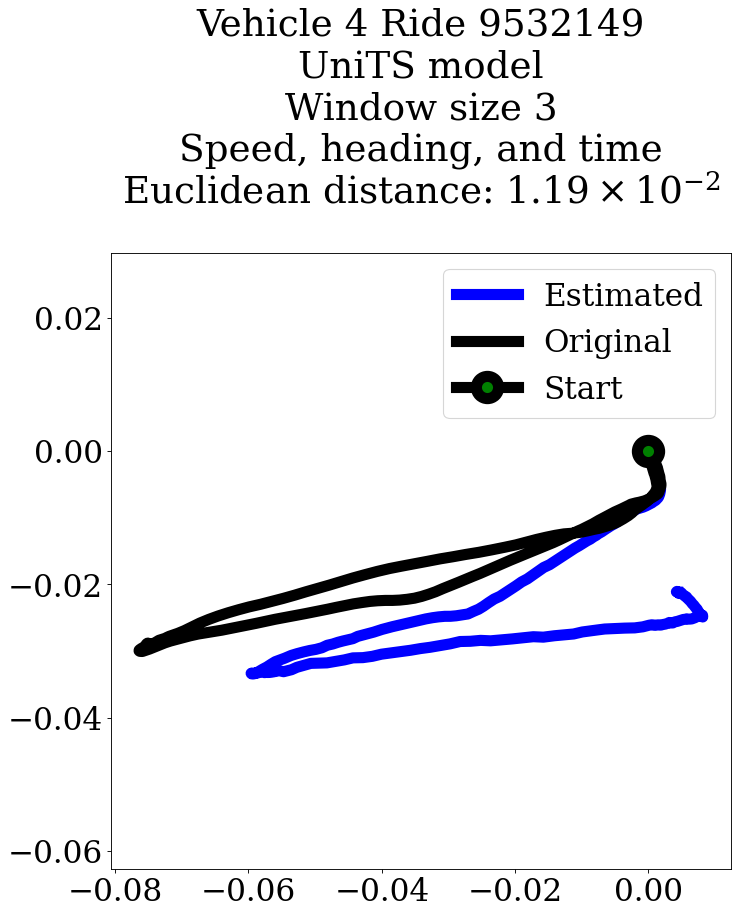 Vehicle 4 Ride 9532149
UniTS model
Window size 3
Speed, heading, and time
Euclidean distance: 1.19 × 10⁻²
Estimated
Original
Start
0.02
0.00
−0.02
−0.04
−0.06
−0.08 −0.06 −0.04 −0.02 0.00